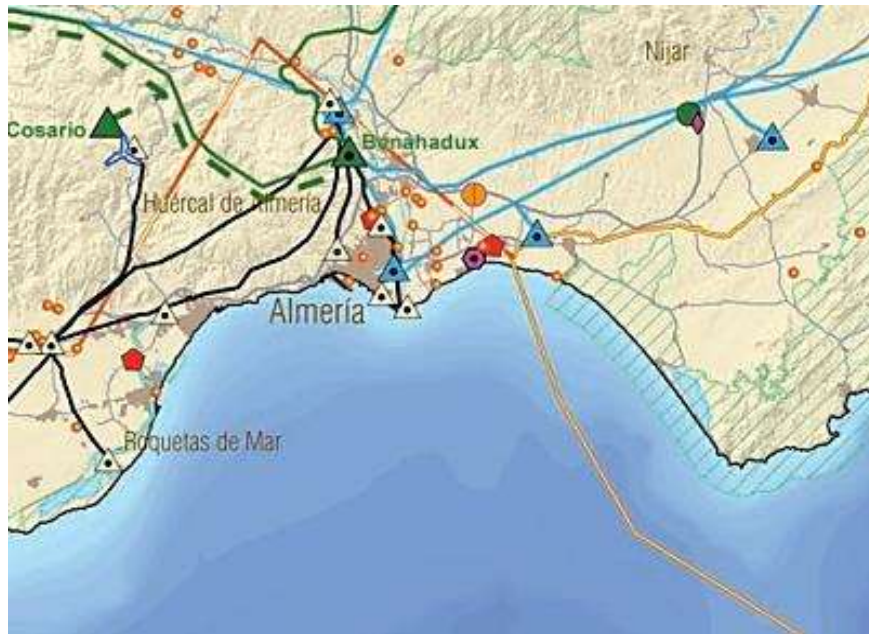 Níjar
Cosario
Benahadux
Huércal de Almería
Almería
Roquetas de Mar